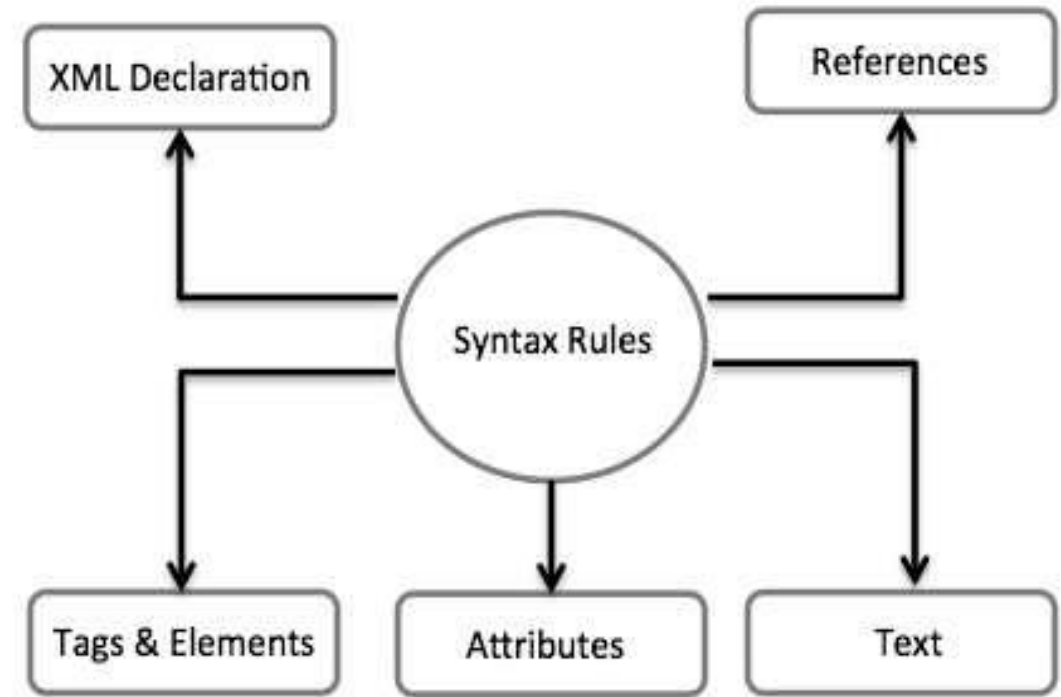 XML Declaration
References
Syntax Rules
Tags & Elements
Attributes
Text